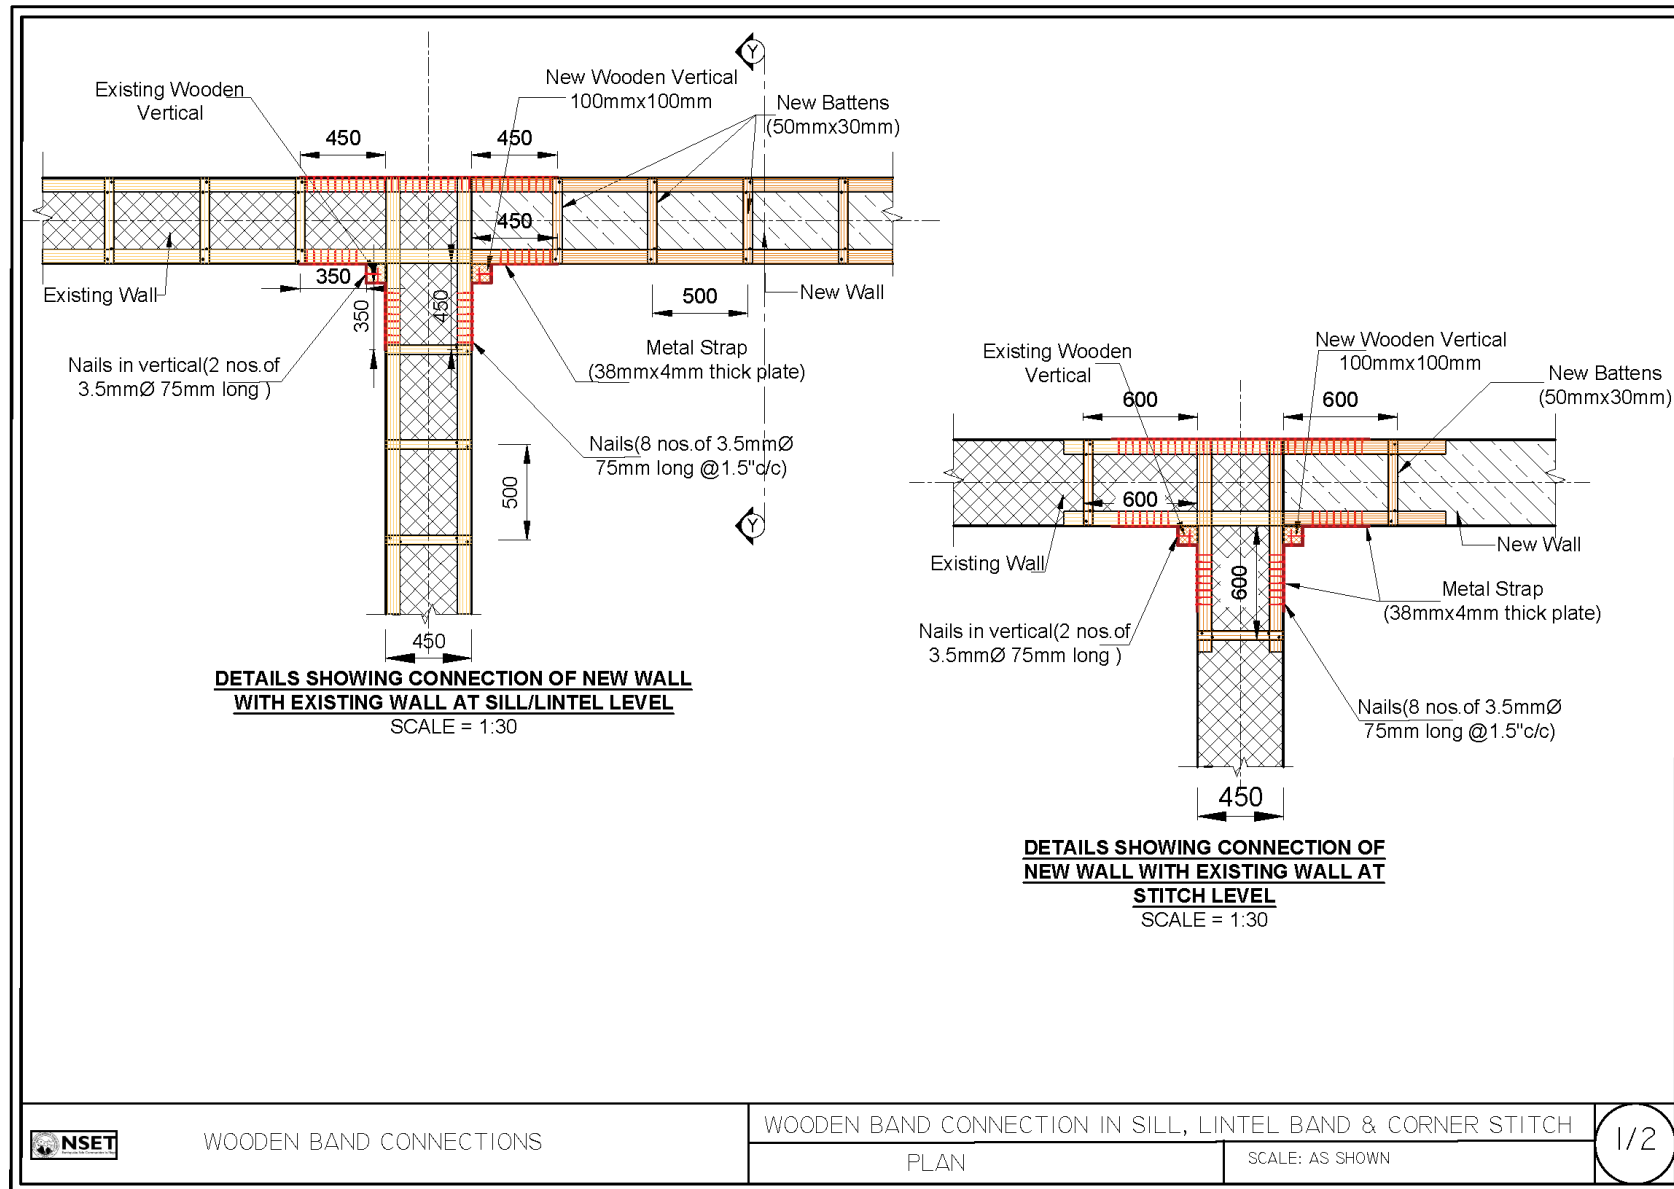 Y
Existing Wooden
Vertical
New Wooden Vertical
100mmx100mm
New Battens
(50mmx30mm)
450
450
450
350
350
450
500
Existing Wall
New Wall
Nails in vertical(2 nos.of
3.5mmØ 75mm long )
Metal Strap
(38mmx4mm thick plate)
Nails(8 nos.of 3.5mmØ
75mm long @1.5"c/c)
500
Y
450
DETAILS SHOWING CONNECTION OF NEW WALL
WITH EXISTING WALL AT SILL/LINTEL LEVEL
SCALE = 1:30
Existing Wooden
Vertical
New Wooden Vertical
100mmx100mm
New Battens
(50mmx30mm)
600
600
600
600
Existing Wall
New Wall
Metal Strap
(38mmx4mm thick plate)
Nails in vertical(2 nos.of
3.5mmØ 75mm long )
Nails(8 nos.of 3.5mmØ
75mm long @1.5"c/c)
450
DETAILS SHOWING CONNECTION OF
NEW WALL WITH EXISTING WALL AT
STITCH LEVEL
SCALE = 1:30
NSET
WOODEN BAND CONNECTIONS
WOODEN BAND CONNECTION IN SILL, LINTEL BAND & CORNER STITCH
PLAN
SCALE: AS SHOWN
1/2